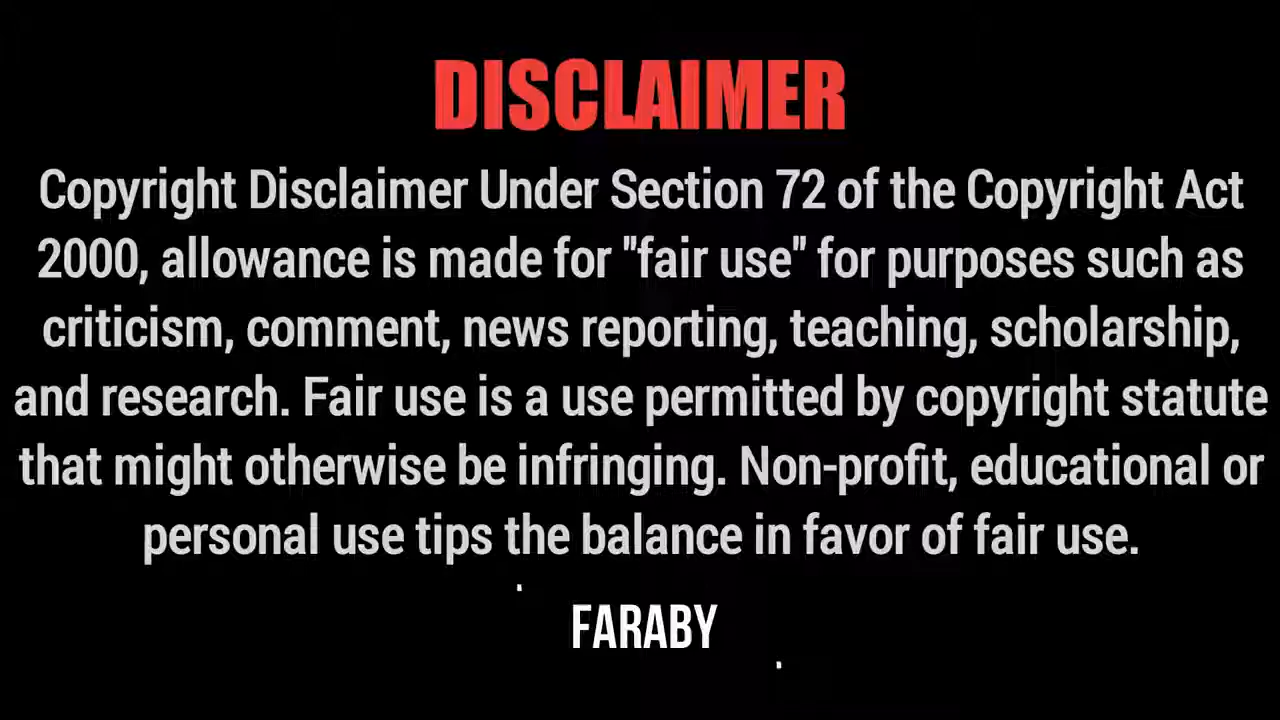 DISCLAIMER
Copyright Disclaimer Under Section 72 of the Copyright Act
2000, allowance is made for "fair use" for purposes such as
criticism, comment, news reporting, teaching, scholarship,
and research. Fair use is a use permitted by copyright statute
that might otherwise be infringing. Non-profit, educational or
personal use tips the balance in favor of fair use.
FARABY